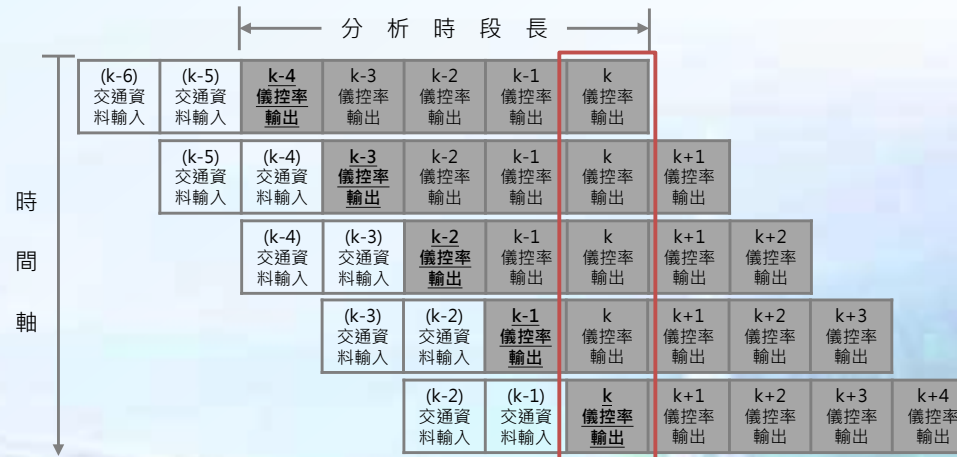 分析時段長
時間軸
(k-6)
交通資
料輸入
(k-5)
交通資
料輸入
k-4
儀控率
輸出
k-3
儀控率
輸出
k-2
儀控率
輸出
k-1
儀控率
輸出
k
儀控率
輸出
(k-5)
交通資
料輸入
(k-4)
交通資
料輸入
k-3
儀控率
輸出
k-2
儀控率
輸出
k-1
儀控率
輸出
k
儀控率
輸出
k+1
儀控率
輸出
(k-4)
交通資
料輸入
(k-3)
交通資
料輸入
k-2
儀控率
輸出
k-1
儀控率
輸出
k
儀控率
輸出
k+1
儀控率
輸出
k+2
儀控率
輸出
(k-3)
交通資
料輸入
(k-2)
交通資
料輸入
k-1
儀控率
輸出
k
儀控率
輸出
k+1
儀控率
輸出
k+2
儀控率
輸出
k+3
儀控率
輸出
(k-2)
交通資
料輸入
(k-1)
交通資
料輸入
k
儀控率
輸出
k+1
儀控率
輸出
k+2
儀控率
輸出
k+3
儀控率
輸出
k+4
儀控率
輸出